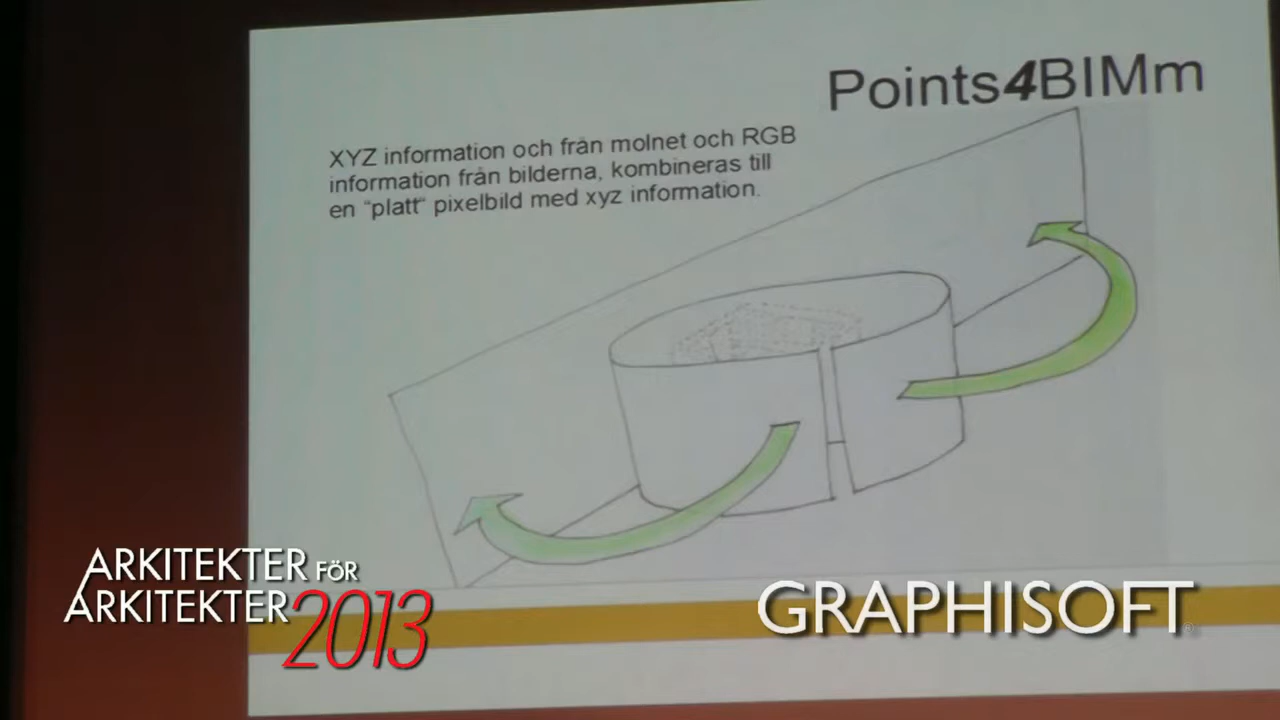 Points4BIMm
XYZ information och från molnet och RGB
information från bilderna, kombineras till
en "platt" pixelbild med xyz information.
ARKITEKTER FÖR
ARKITEKTER 2013
GRAPHISOFT®